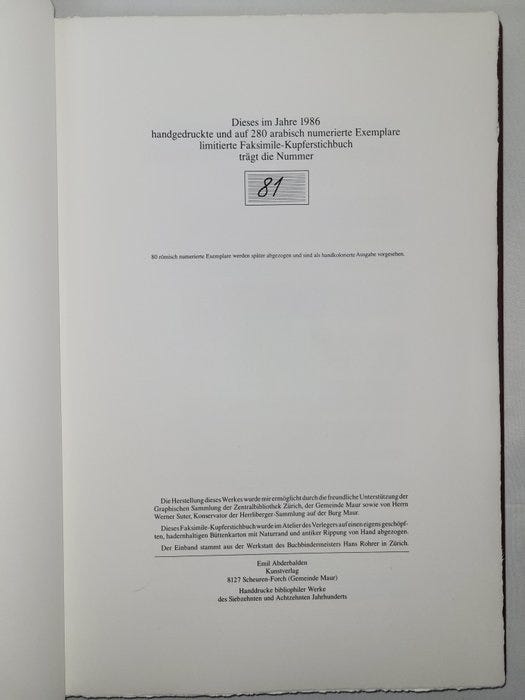 Dieses im Jahre 1986
handgedruckte und auf 280 arabisch numerierte Exemplare
limitierte Faksimile-Kupferstichbuch
trägt die Nummer
81
80 römisch numerierte Exemplare werden später abgezogen und sind als handkolorierte Ausgabe vorgesehen.
Die Herstellung dieses Werkes wurde mir ermöglicht durch die freundliche Unterstützung der
Graphischen Sammlung der Zentralbibliothek Zürich, der Gemeinde Maur sowie von Herrn
Werner Suter, Konservator der Herrliberger-Sammlung auf der Burg Maur.
Dieses Faksimile-Kupferstichbuch wurde im Atelier des Verlegers auf einen eigens geschöpf-
ten, hadernhaltigen Büttenkarton mit Naturrand und antiker Rippung von Hand abgezogen.
Der Einband stammt aus der Werkstatt des Buchbindermeisters Hans Rohrer in Zürich.
Emil Abderhalden
Kunstverlag
8127 Scheuren-Forch (Gemeinde Maur)
Handdrucke bibliophiler Werke
des Siebzehnten und Achtzehnten Jahrhunderts